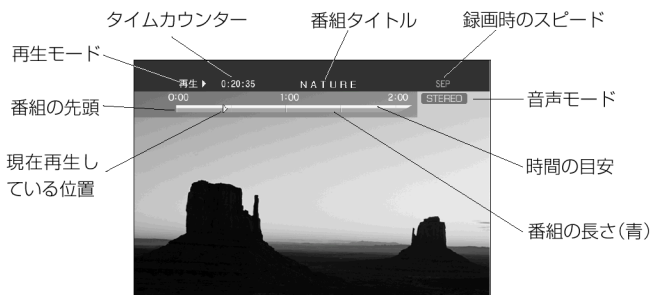 タイムカウンター
番組タイトル
録画時のスピード
再生モード
再生 0:20:35 NATURE SEP
0:00 1:00 2:00 STEREO
音声モード
番組の先頭
現在再生し
ている位置
時間の目安
番組の長さ(青)